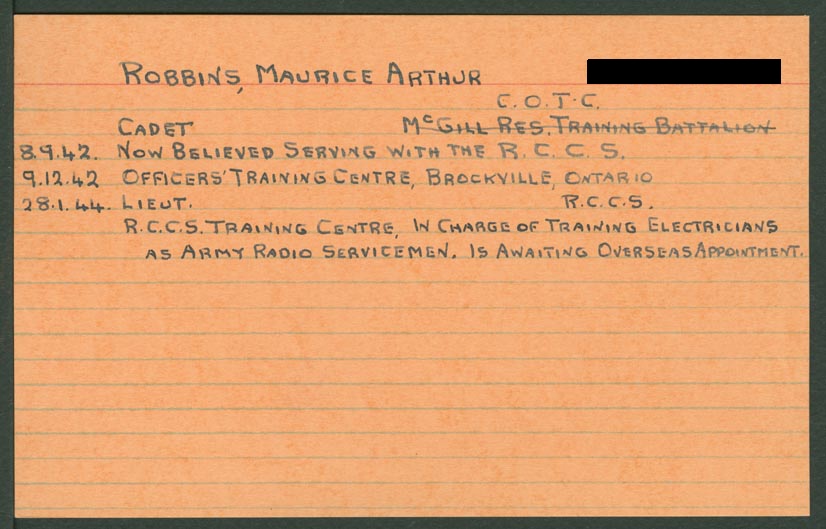 ROBBINS, MAURICE ARTHUR
C.O.T.C.
CADET McGILL RES. TRAINING BATTALION
8.9.42. NOW BELIEVED SERVING WITH THE R.C.C.S.
9.12.42 OFFICERS' TRAINING CENTRE, BROCKVILLE, ONTARIO
28.1.44. LIEUT. R.C.C.S.
R.C.C.S. TRAINING CENTRE, IN CHARGE OF TRAINING ELECTRICIANS
AS ARMY RADIO SERVICEMEN. IS AWAITING OVERSEAS APPOINTMENT.